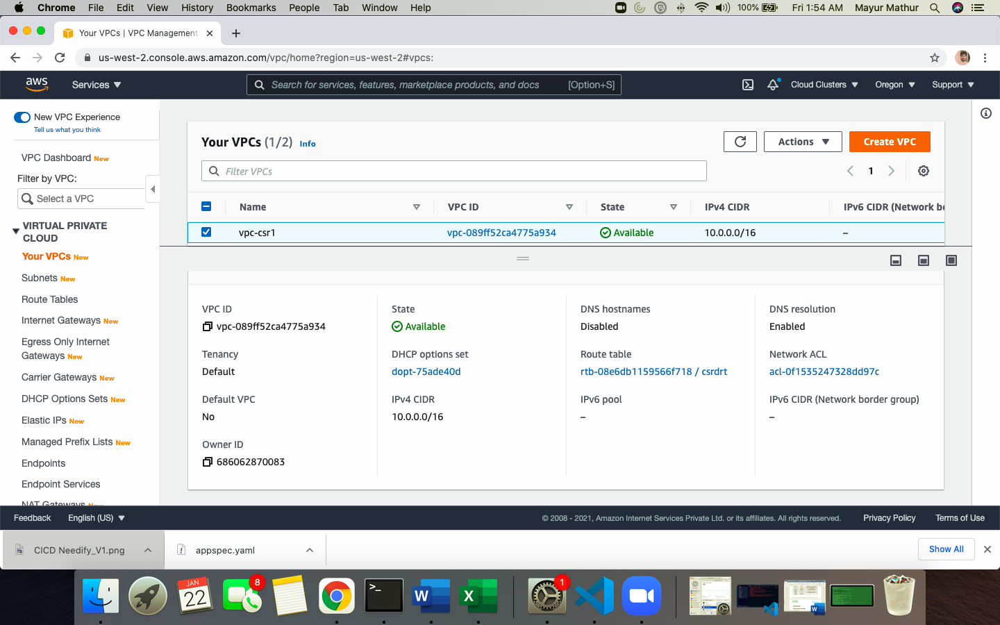 Chrome File Edit View History Bookmarks People Tab Window Help 100% Fri 1:54 AM Mayur Mathur
Your VPCs | VPC Management
us-west-2.console.aws.amazon.com/vpc/home?region=us-west-2#vpcs:
aws Services Search for services, features, marketplace products, and docs [Option+S] Cloud Clusters Oregon Support
New VPC Experience
Tell us what you think
VPC Dashboard New
Filter by VPC:
Select a VPC
VIRTUAL PRIVATE
CLOUD
Your VPCs New
Subnets New
Route Tables
Internet Gateways New
Egress Only Internet
Gateways New
Carrier Gateways New
DHCP Options Sets New
Elastic IPs New
Managed Prefix Lists New
Endpoints
Endpoint Services
NAT Gateways New
Your VPCs (1/2) Info
Actions Create VPC
Filter VPCs
1
Name VPC ID State IPv4 CIDR IPv6 CIDR (Network bo
vpc-csr1 vpc-089ff52ca4775a934 Available 10.0.0.0/16 –
VPC ID State DNS hostnames DNS resolution
vpc-089ff52ca4775a934 Available Disabled Enabled
Tenancy DHCP options set Route table Network ACL
Default dopt-75ade40d rtb-08e6db1159566f718 / csrdrt acl-0f1535247328dd97c
Default VPC IPv4 CIDR IPv6 pool IPv6 CIDR (Network border group)
No 10.0.0.0/16 – –
Owner ID
686062870083
Feedback English (US) © 2008 - 2021, Amazon Internet Services Private Ltd. or its affiliates. All rights reserved. Privacy Policy Terms of Use
CICD Needify_V1.png appspec.yaml Show All
JAN
22
8
>_
W
X
1
W